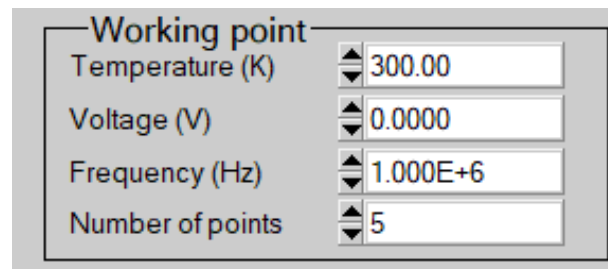 Working point
Temperature (K) 300.00
Voltage (V) 0.0000
Frequency (Hz) 1.000E+6
Number of points 5